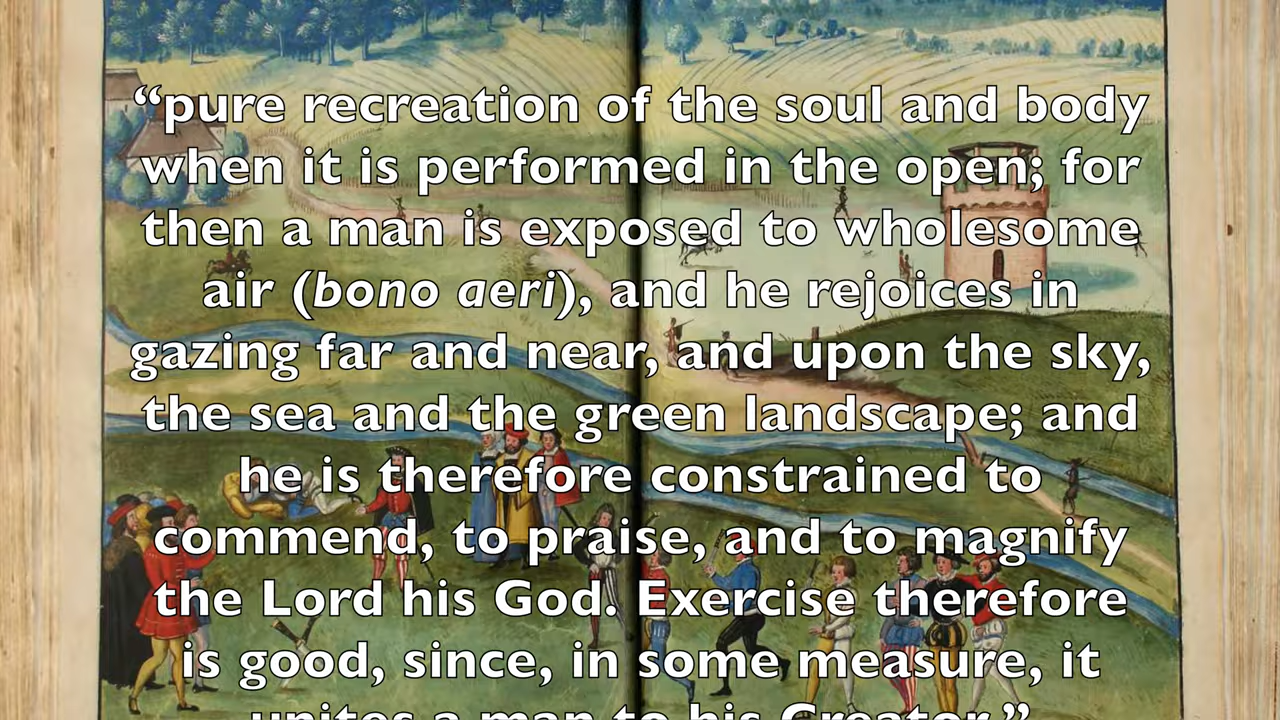 “pure recreation of the soul and body
when it is performed in the open; for
then a man is exposed to wholesome
air (bono aeri), and he rejoices in
gazing far and near, and upon the sky,
the sea and the green landscape; and
he is therefore constrained to
commend, to praise, and to magnify
the Lord his God. Exercise therefore
is good, since, in some measure, it
unites a man to his Creator.”